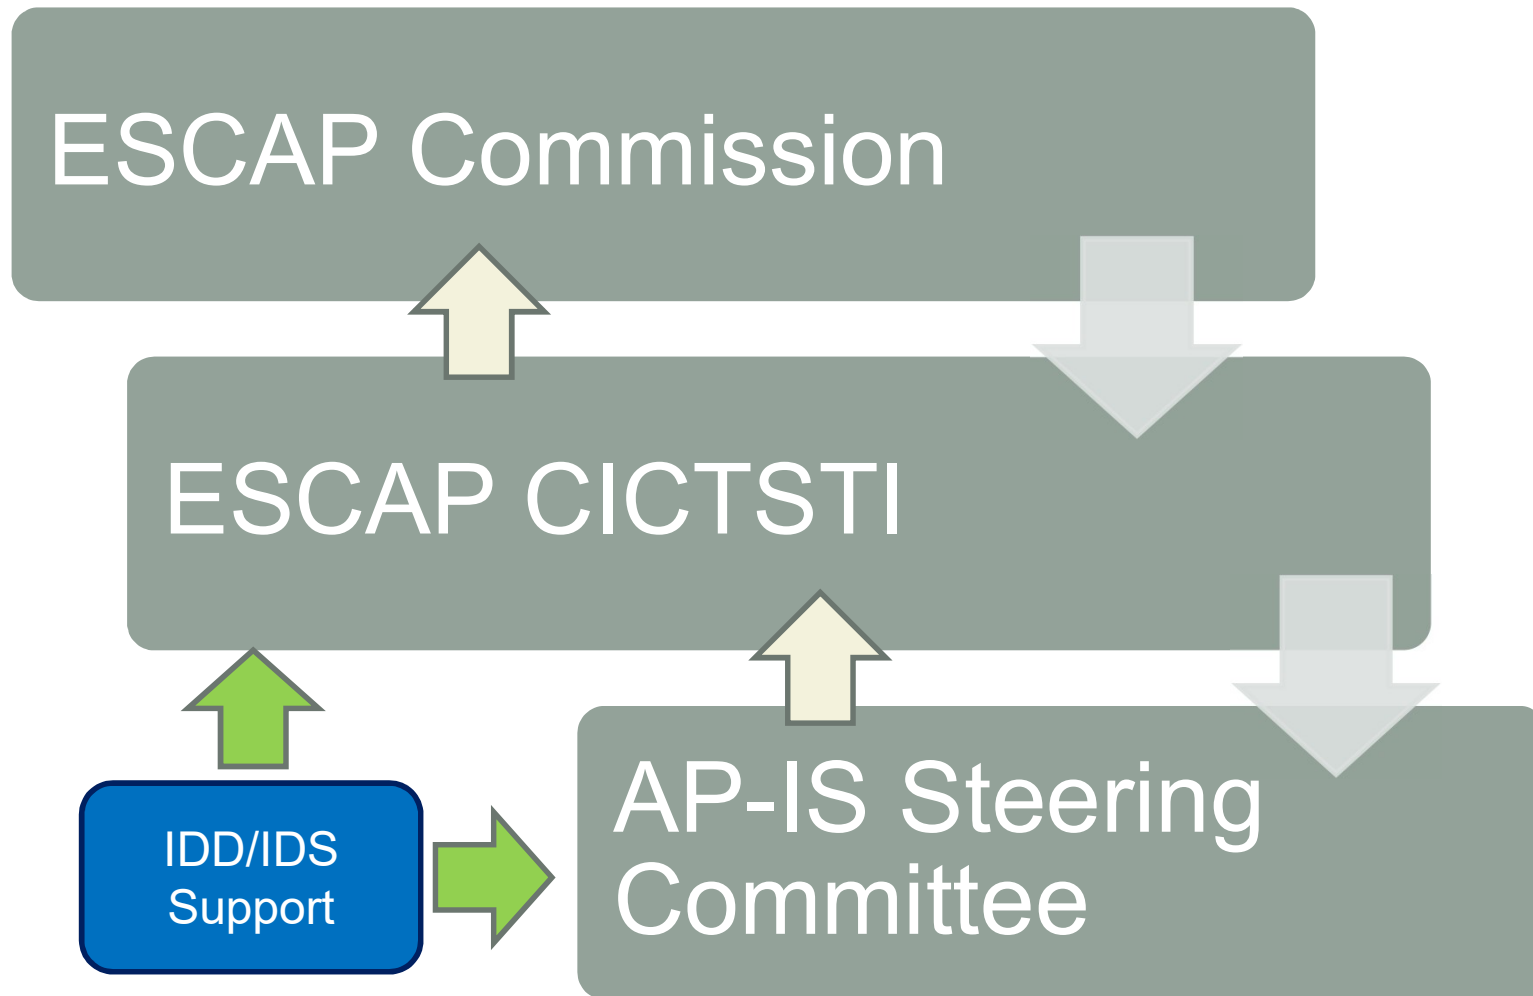 ESCAP Commission
ESCAP CICTSTI
AP-IS Steering
Committee
IDD/IDS
Support